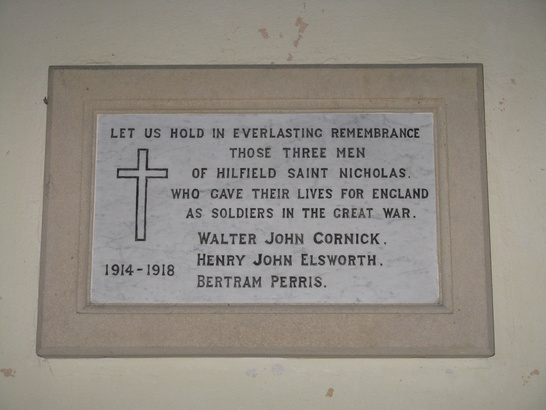 LET US HOLD IN EVERLASTING REMEMBRANCE
THOSE THREE MEN
OF HILFIELD SAINT NICHOLAS.
WHO GAVE THEIR LIVES FOR ENGLAND
AS SOLDIERS IN THE GREAT WAR.
WALTER JOHN CORNICK.
HENRY JOHN ELSWORTH.
1914-1918
BERTRAM PERRIS.